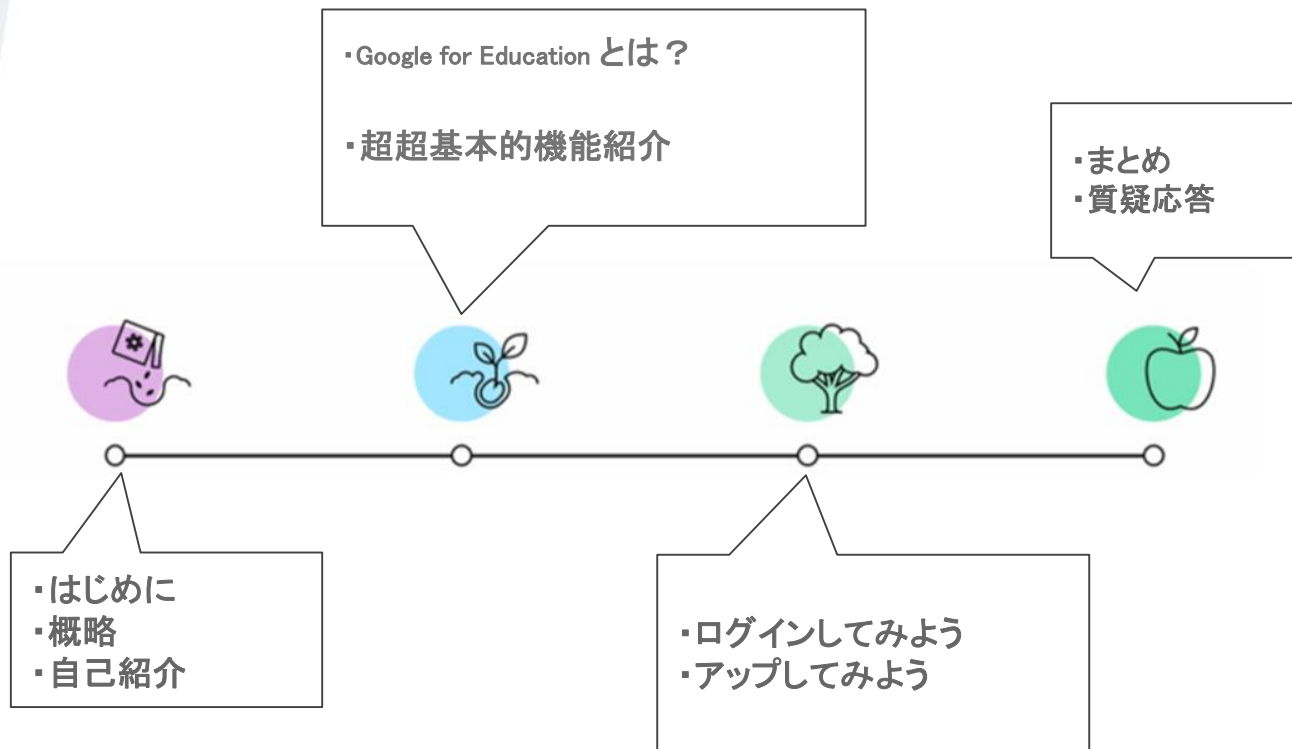 ・はじめに
・概略
・自己紹介
・Google for Education とは？
・超超基本的機能紹介
・ログインしてみよう
・アップしてみよう
・まとめ
・質疑応答